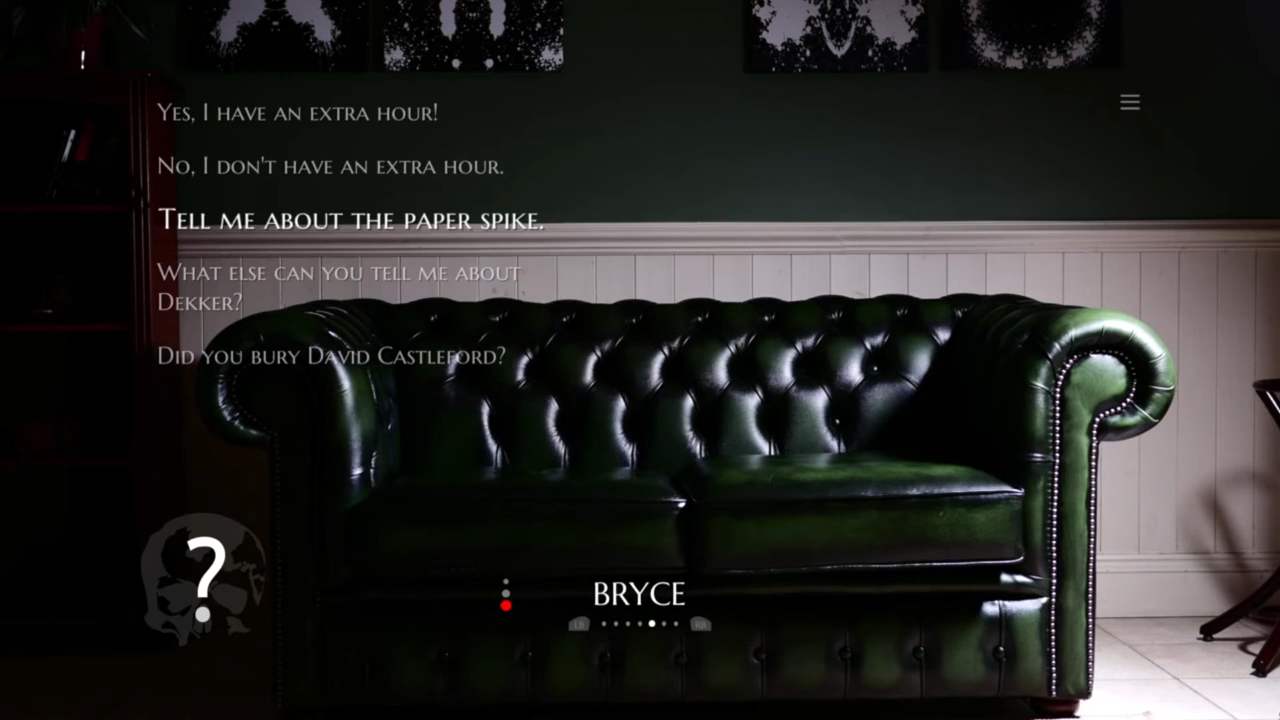 Yes, I have an extra hour!
No, I don't have an extra hour.
Tell me about the paper spike.
What else can you tell me about
Dekker?
Did you bury David Castleford?
?
BRYCE
LB RB